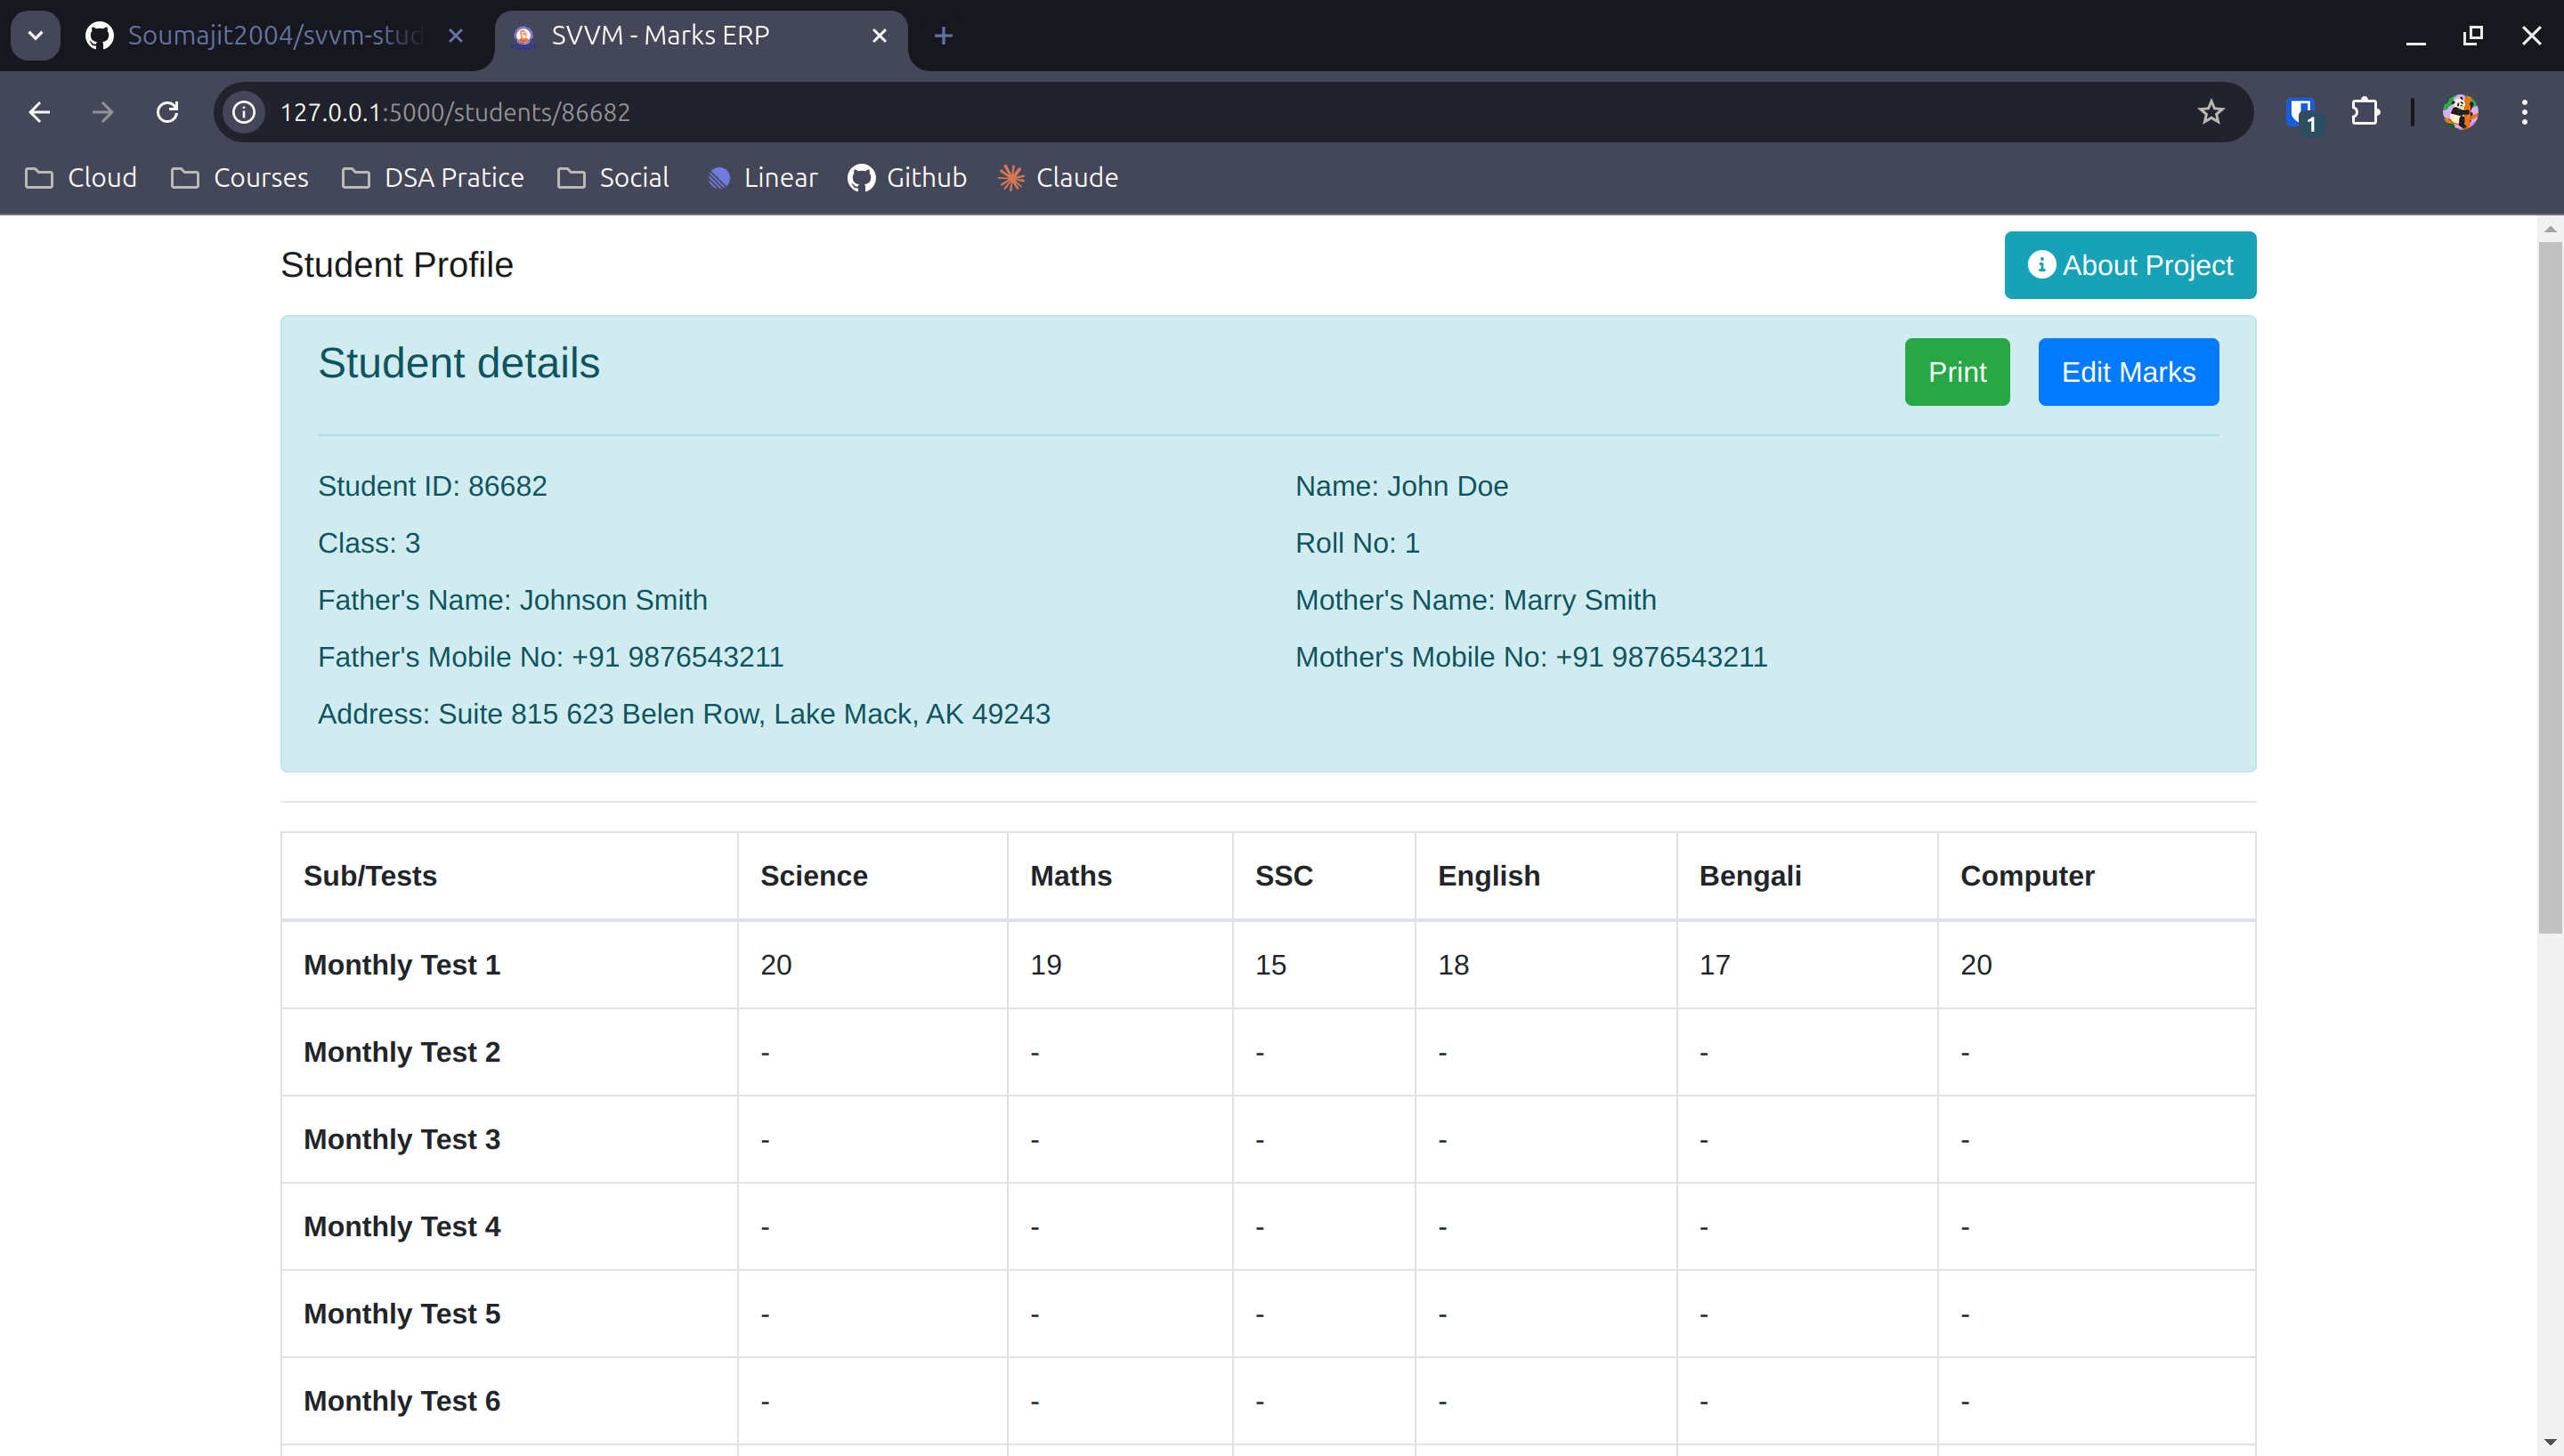 Soumajit2004/svvm-stud
SVVM - Marks ERP
127.0.0.1:5000/students/86682
1
Cloud Courses DSA Pratice Social Linear Github Claude
Student Profile
About Project
Student details
Print Edit Marks
Student ID: 86682 Name: John Doe
Class: 3 Roll No: 1
Father's Name: Johnson Smith Mother's Name: Marry Smith
Father's Mobile No: +91 9876543211 Mother's Mobile No: +91 9876543211
Address: Suite 815 623 Belen Row, Lake Mack, AK 49243
Sub/Tests Science Maths SSC English Bengali Computer
Monthly Test 1 20 19 15 18 17 20
Monthly Test 2 - - - - - -
Monthly Test 3 - - - - - -
Monthly Test 4 - - - - - -
Monthly Test 5 - - - - - -
Monthly Test 6 - - - - - -